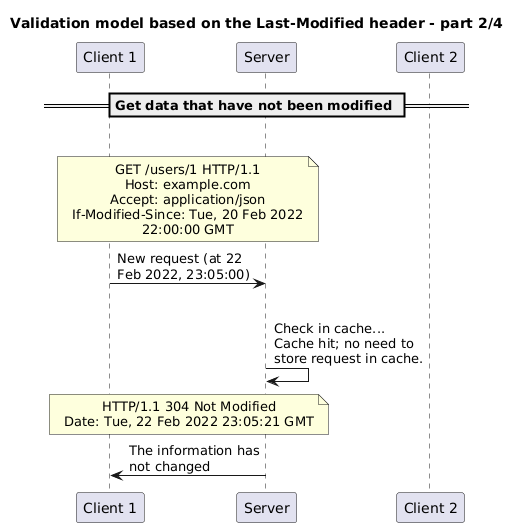 Validation model based on the Last-Modified header - part 2/4
Client 1
Server
Client 2
Get data that have not been modified
GET /users/1 HTTP/1.1
Host: example.com
Accept: application/json
If-Modified-Since: Tue, 20 Feb 2022
22:00:00 GMT
New request (at 22
Feb 2022, 23:05:00)
Check in cache...
Cache hit; no need to
store request in cache.
HTTP/1.1 304 Not Modified
Date: Tue, 22 Feb 2022 23:05:21 GMT
The information has
not changed
Client 1
Server
Client 2